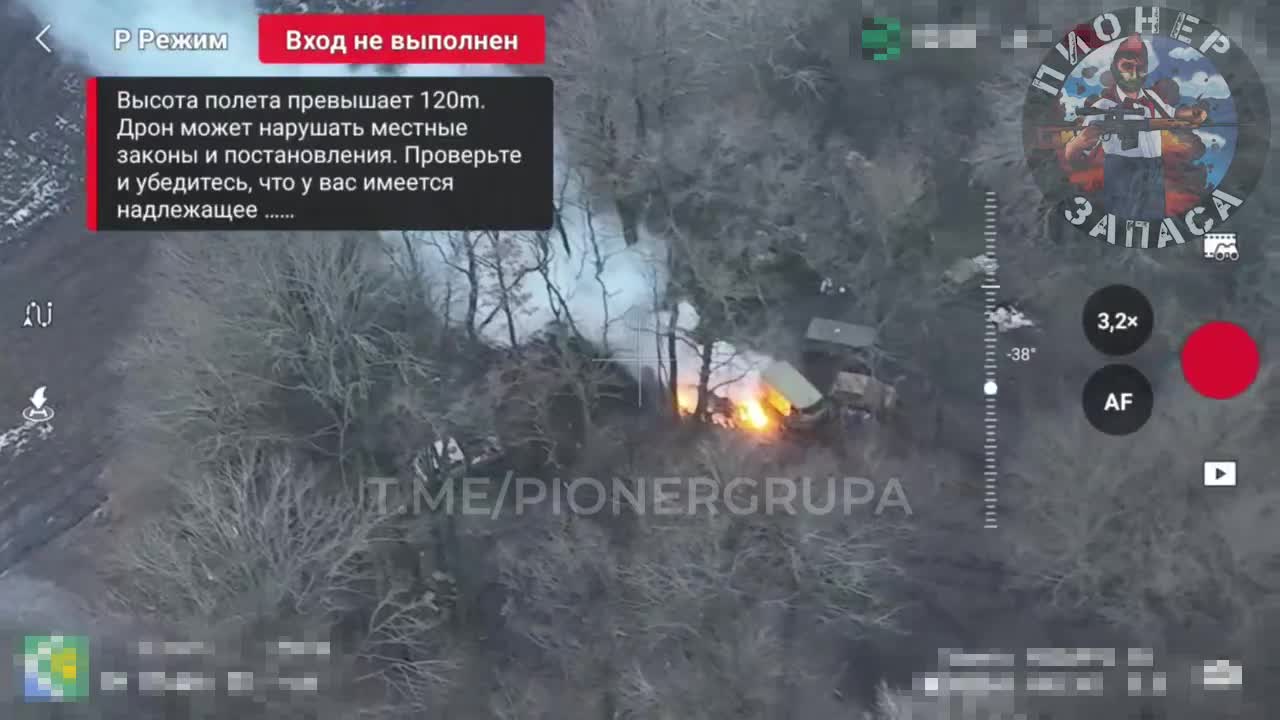 Р Режим
Вход не выполнен
Высота полета превышает 120m.
Дрон может нарушать местные
законы и постановления. Проверьте
и убедитесь, что у вас имеется
надлежащее ......
ПИОНЕР
ЗАПАСА
-38°
3,2×
AF
T.ME/PIONERGRUPA